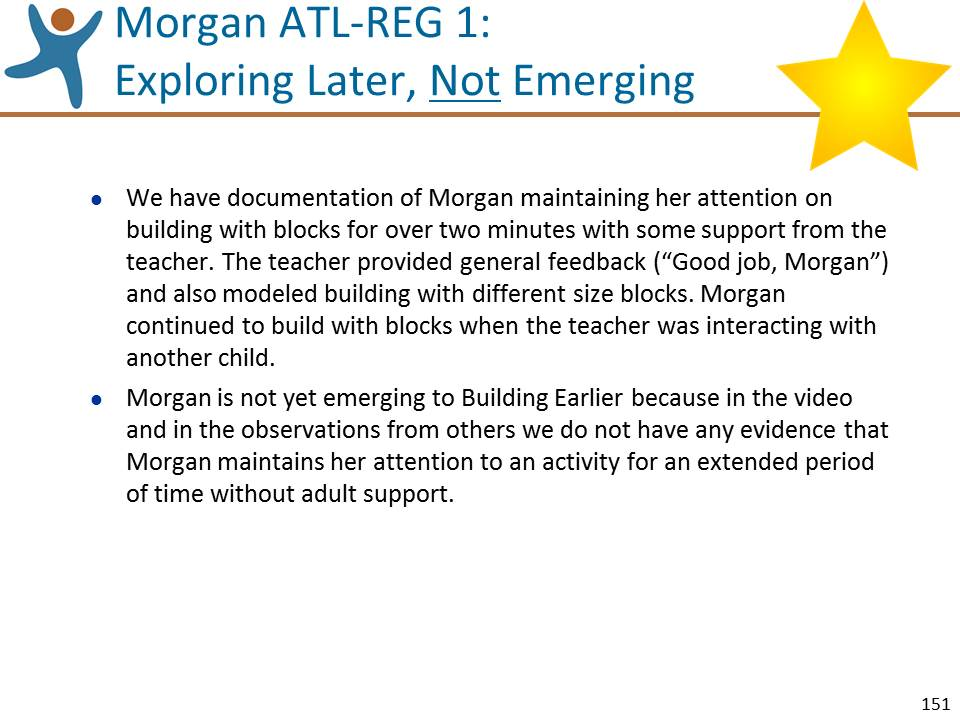 Morgan ATL-REG 1:
Exploring Later, Not Emerging
● We have documentation of Morgan maintaining her attention on
building with blocks for over two minutes with some support from the
teacher. The teacher provided general feedback (“Good job, Morgan”)
and also modeled building with different size blocks. Morgan
continued to build with blocks when the teacher was interacting with
another child.
● Morgan is not yet emerging to Building Earlier because in the video
and in the observations from others we do not have any evidence that
Morgan maintains her attention to an activity for an extended period
of time without adult support.
151